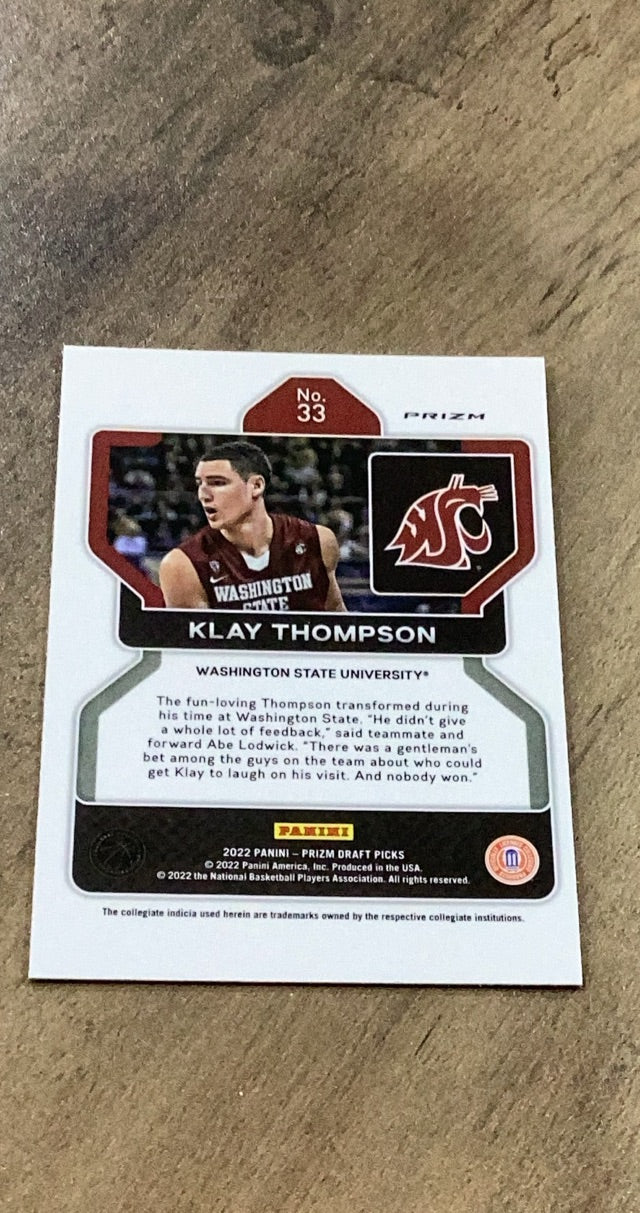 No.
33
PRIZM
WASHINGTON
STATE
KLAY THOMPSON
WASHINGTON STATE UNIVERSITY®
The fun-loving Thompson transformed during
his time at Washington State. "He didn't give
a whole lot of feedback," said teammate and
forward Abe Lodwick. "There was a gentleman's
bet among the guys on the team about who could
get Klay to laugh on his visit. And nobody won."
PANINI
2022 PANINI – PRIZM DRAFT PICKS
© 2022 Panini America, Inc. Produced in the USA.
© 2022 the National Basketball Players Association. All rights reserved.
The collegiate indicia used herein are trademarks owned by the respective collegiate institutions.